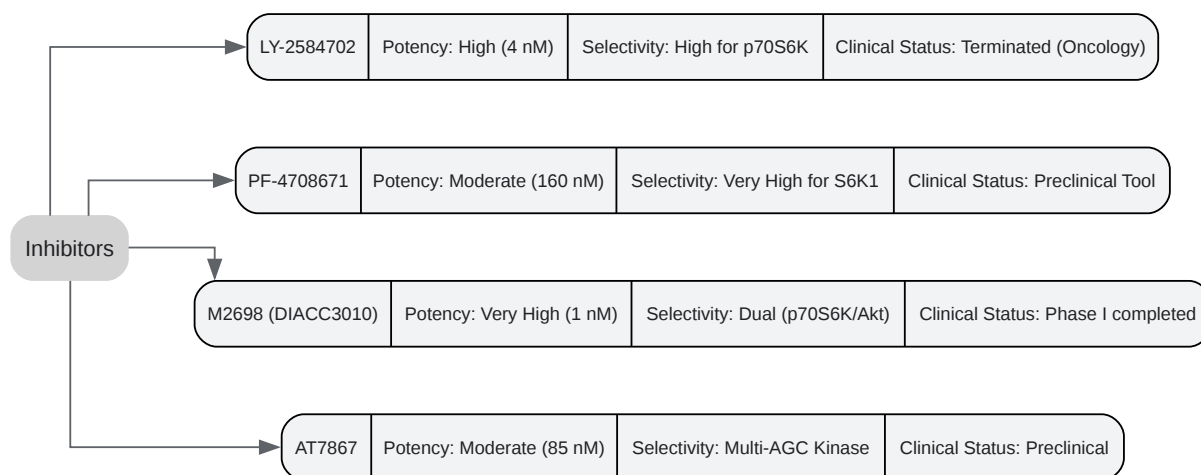 LY-2584702 Potency: High (4 nM) Selectivity: High for p70S6K Clinical Status: Terminated (Oncology)
PF-4708671 Potency: Moderate (160 nM) Selectivity: Very High for S6K1 Clinical Status: Preclinical Tool
Inhibitors
M2698 (DIACC3010) Potency: Very High (1 nM) Selectivity: Dual (p70S6K/Akt) Clinical Status: Phase I completed
AT7867 Potency: Moderate (85 nM) Selectivity: Multi-AGC Kinase Clinical Status: Preclinical